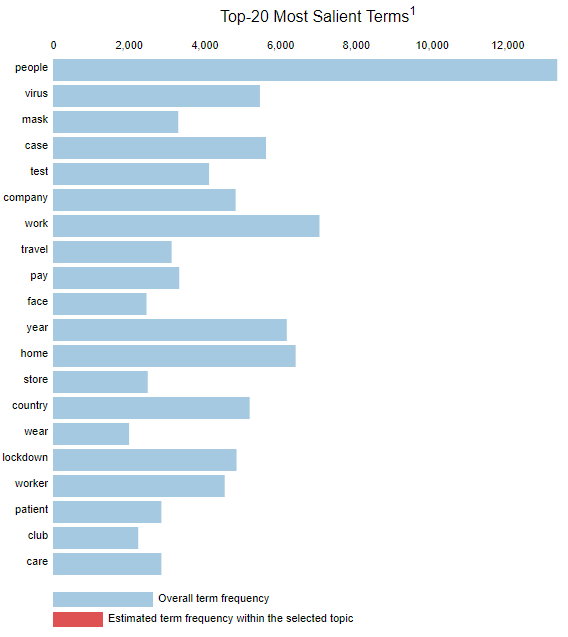 Top-20 Most Salient Terms1
0 2,000 4,000 6,000 8,000 10,000 12,000
people
virus
mask
case
test
company
work
travel
pay
face
year
home
store
country
wear
lockdown
worker
patient
club
care
Overall term frequency
Estimated term frequency within the selected topic